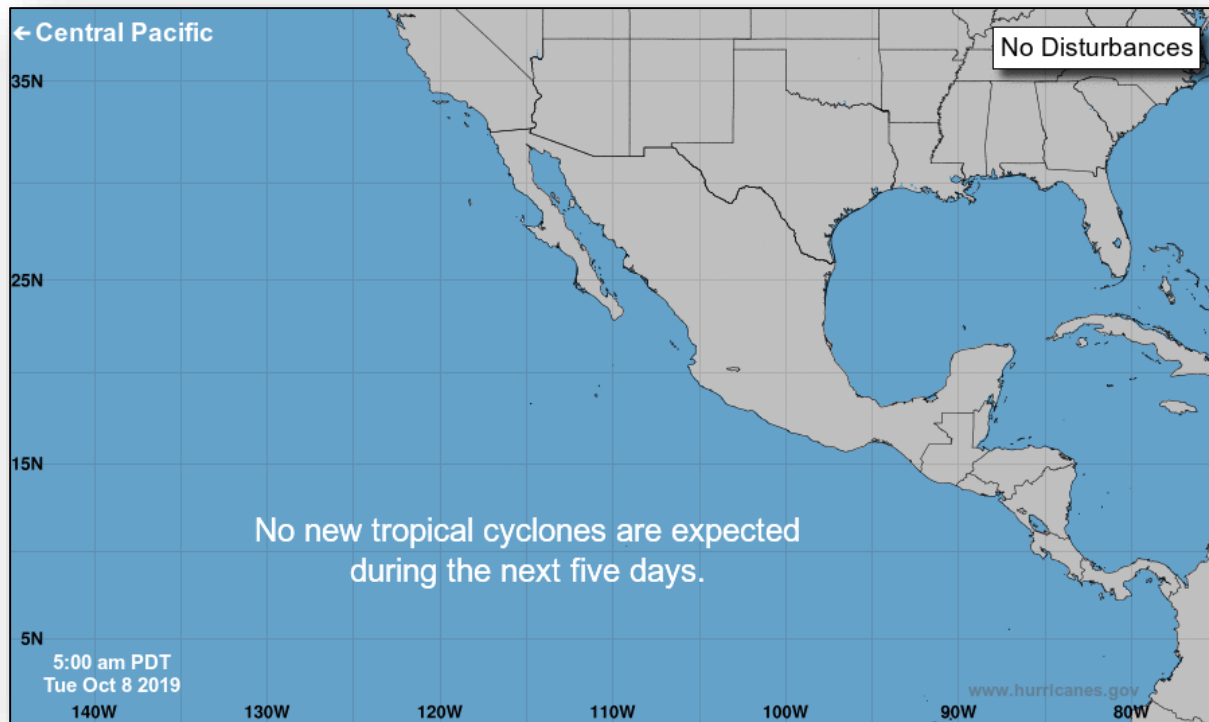 ← Central Pacific
No Disturbances
35N
25N
15N
No new tropical cyclones are expected
during the next five days.
5N
5:00 am PDT
Tue Oct 8 2019
www.hurricanes.gov
140W 130W 120W 110W 100W 90W 80W